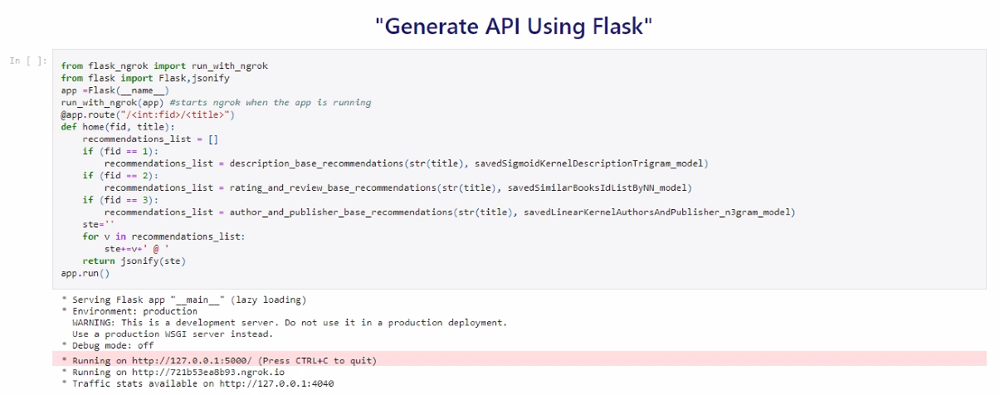 "Generate API Using Flask"
In [ ]:
from flask_ngrok import run_with_ngrok
from flask import Flask,jsonify
app =Flask(__name__)
run_with_ngrok(app) #starts ngrok when the app is running
@app.route("/<int:fid>/<title>")
def home(fid, title):
    recommendations_list = []
    if (fid == 1):
        recommendations_list = description_base_recommendations(str(title), savedSigmoidKernelDescriptionTrigram_model)
    if (fid == 2):
        recommendations_list = rating_and_review_base_recommendations(str(title), savedSimilarBooksIdListByNN_model)
    if (fid == 3):
        recommendations_list = author_and_publisher_base_recommendations(str(title), savedLinearKernelAuthorsAndPublisher_n3gram_model)
    ste=''
    for v in recommendations_list:
        ste+=v+' @ '
    return jsonify(ste)
app.run()
* Serving Flask app "__main__" (lazy loading)
* Environment: production
  WARNING: This is a development server. Do not use it in a production deployment.
  Use a production WSGI server instead.
* Debug mode: off
* Running on http://127.0.0.1:5000/ (Press CTRL+C to quit)
* Running on http://721b53ea8b93.ngrok.io
* Traffic stats available on http://127.0.0.1:4040